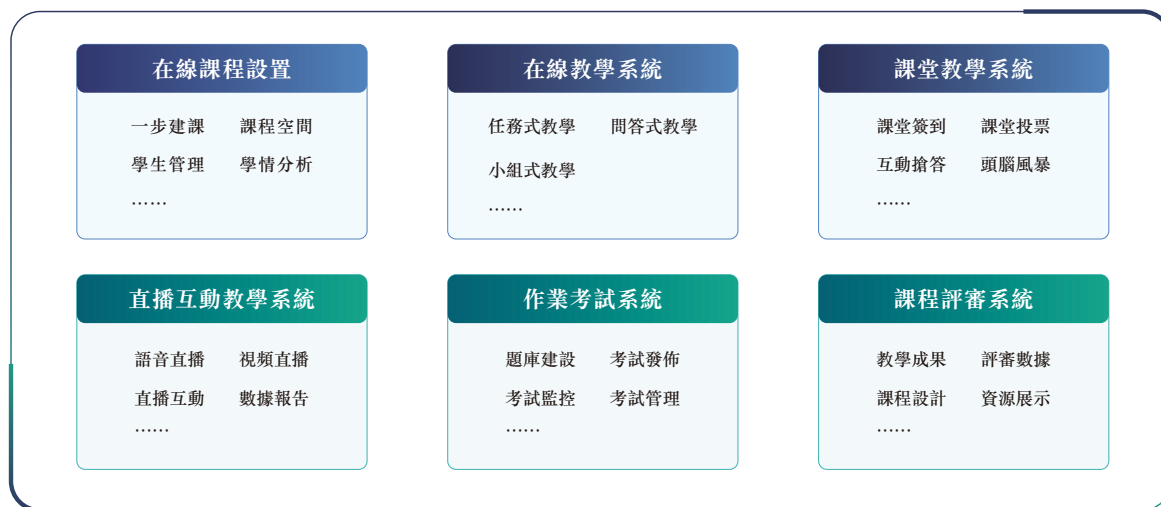 在線課程設置
一步建課 課程空間
學生管理 學情分析
……
在線教學系統
任務式教學 問答式教學
小組式教學
……
課堂教學系統
課堂簽到 課堂投票
互動搶答 頭腦風暴
……
直播互動教學系統
語音直播 視頻直播
直播互動 數據報告
……
作業考試系統
題庫建設 考試發佈
考試監控 考試管理
……
課程評審系統
教學成果 評審數據
課程設計 資源展示
……